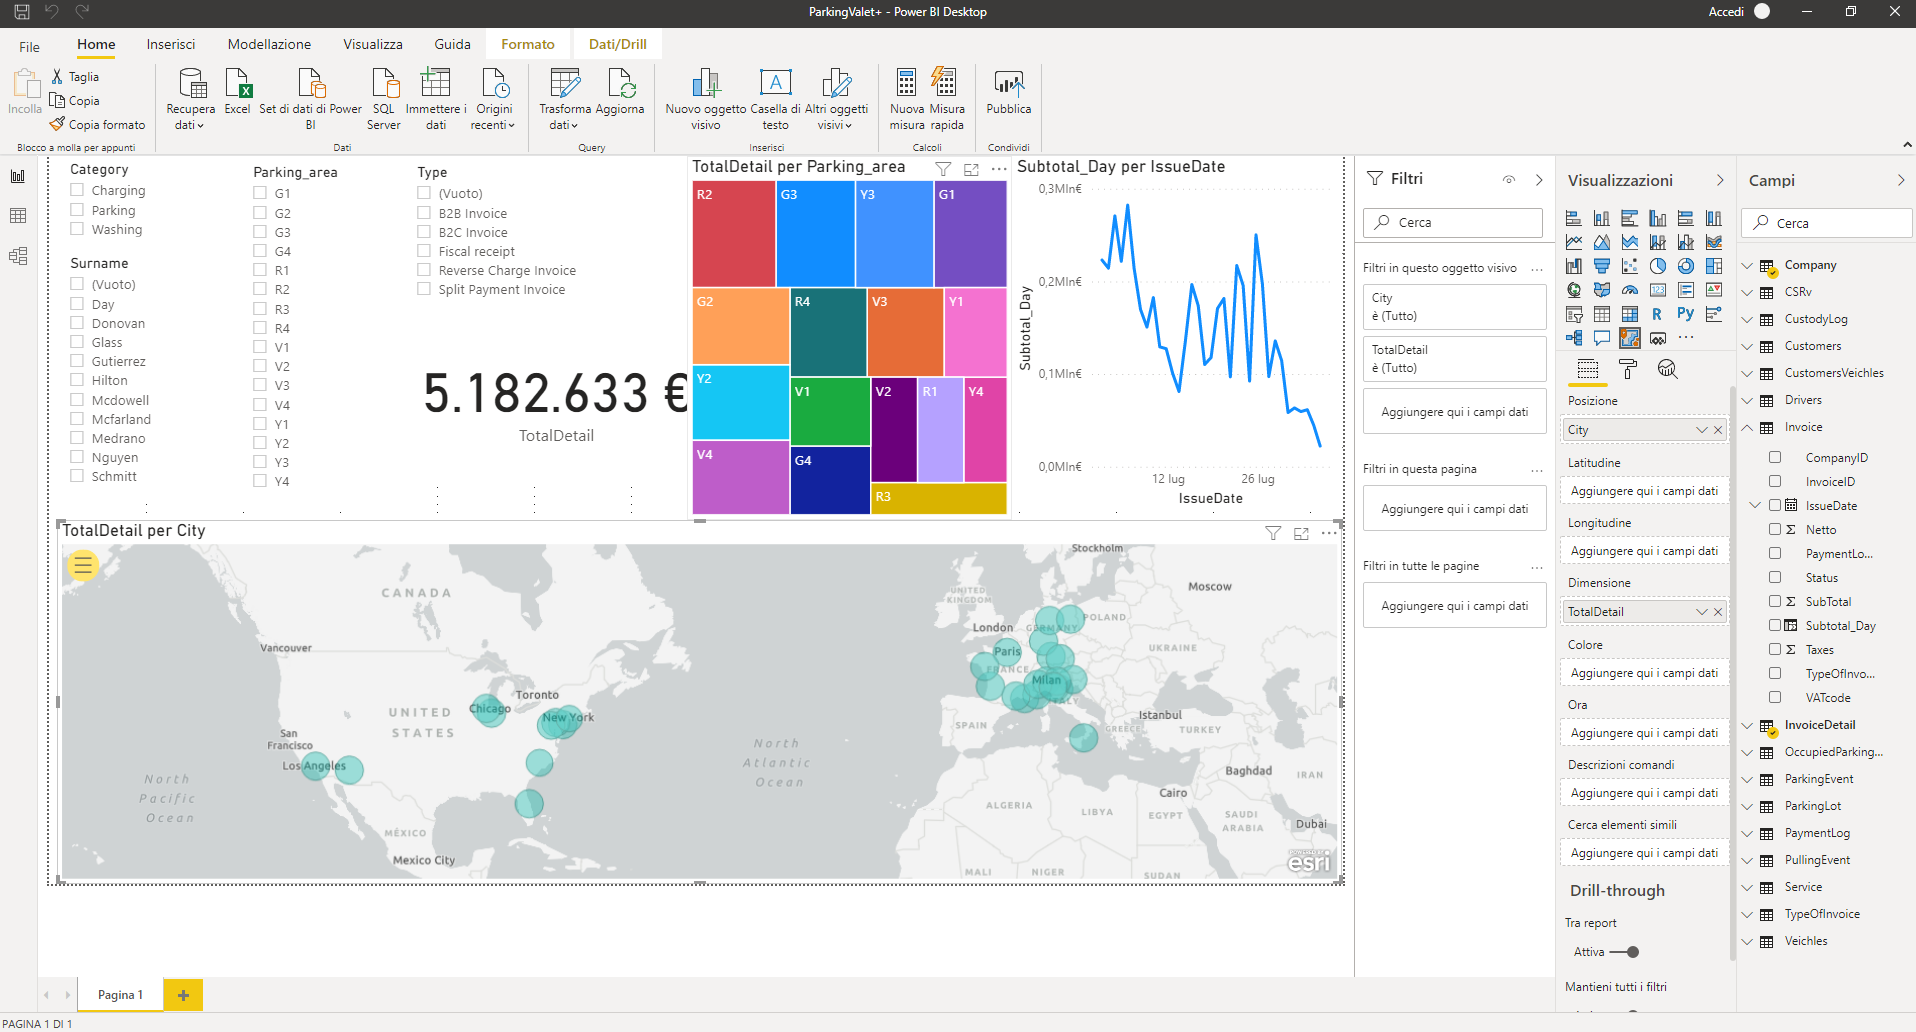 ParkingValet+ - Power BI Desktop
Accedi
File
Home
Inserisci
Modellazione
Visualizza
Guida
Formato
Dati/Drill
Incolla
Taglia
Copia
Copia formato
Blocco a molla per appunti
Recupera
dati
Excel
Set di dati di Power
BI
SQL
Server
Immettere i
dati
Origini
recenti
Dati
Trasforma
dati
Aggiorna
Query
Nuovo oggetto
visivo
Casella di
testo
Altri oggetti
visivi
Inserisci
Nuova
misura
Misura
rapida
Calcoli
Pubblica
Condividi
Category
Charging
Parking
Washing
Surname
(Vuoto)
Day
Donovan
Glass
Gutierrez
Hilton
Mcdowell
Mcfarland
Medrano
Nguyen
Schmitt
Parking_area
G1
G2
G3
G4
R1
R2
R3
R4
V1
V2
V3
V4
Y1
Y2
Y3
Y4
Type
(Vuoto)
B2B Invoice
B2C Invoice
Fiscal receipt
Reverse Charge Invoice
Split Payment Invoice
5.182.633 €
TotalDetail
TotalDetail per Parking_area
R2
G3
Y3
G1
G2
R4
V3
Y1
Y2
V1
V2
R1
Y4
V4
G4
R3
Subtotal_Day per IssueDate
0,3Mln€
0,2Mln€
0,1Mln€
0,0Mln€
Subtotal_Day
12 lug
26 lug
IssueDate
TotalDetail per City
CANADA
Vancouver
Toronto
Chicago
New York
UNITED
STATES
San
Francisco
Los Angeles
North
Pacific
Ocean
MÉXICO
Mexico City
North
Atlantic
Ocean
Stockholm
Moscow
UNITED
KINGDOM
London
GERMANY
POLAND
Paris
FRANCE
UKRAINE
Milan
ITALY
SPAIN
Istanbul
GREECE
TURKEY
Baghdad
IRAN
Cairo
ALGERIA
LIBYA
EGYPT
SAUDI
ARABIA
Dubai
MALI
NIGER
SUDAN
POWERED BY
esri
Filtri
Cerca
Filtri in questo oggetto visivo
City
è (Tutto)
TotalDetail
è (Tutto)
Aggiungere qui i campi dati
Filtri in questa pagina
Aggiungere qui i campi dati
Filtri in tutte le pagine
Aggiungere qui i campi dati
Visualizzazioni
R
Py
123
Posizione
City
Latitudine
Aggiungere qui i campi dati
Longitudine
Aggiungere qui i campi dati
Dimensione
TotalDetail
Colore
Aggiungere qui i campi dati
Ora
Aggiungere qui i campi dati
Descrizioni comandi
Aggiungere qui i campi dati
Cerca elementi simili
Aggiungere qui i campi dati
Drill-through
Tra report
Attiva
Mantieni tutti i filtri
Campi
Cerca
Company
CSRv
CustodyLog
Customers
CustomersVeichles
Drivers
Invoice
CompanyID
InvoiceID
IssueDate
Netto
PaymentLo...
Status
SubTotal
Subtotal_Day
Taxes
TypeOfInvo...
VATcode
InvoiceDetail
OccupiedParking...
ParkingEvent
ParkingLot
PaymentLog
PullingEvent
Service
TypeOfInvoice
Veichles
Pagina 1
PAGINA 1 DI 1